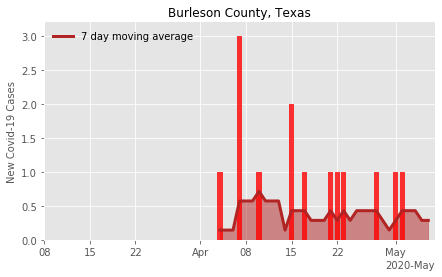 Burleson County, Texas
7 day moving average
New Covid-19 Cases
3.0
2.5
2.0
1.5
1.0
0.5
0.0
08 15 22 Apr 08 15 22 May
2020-May